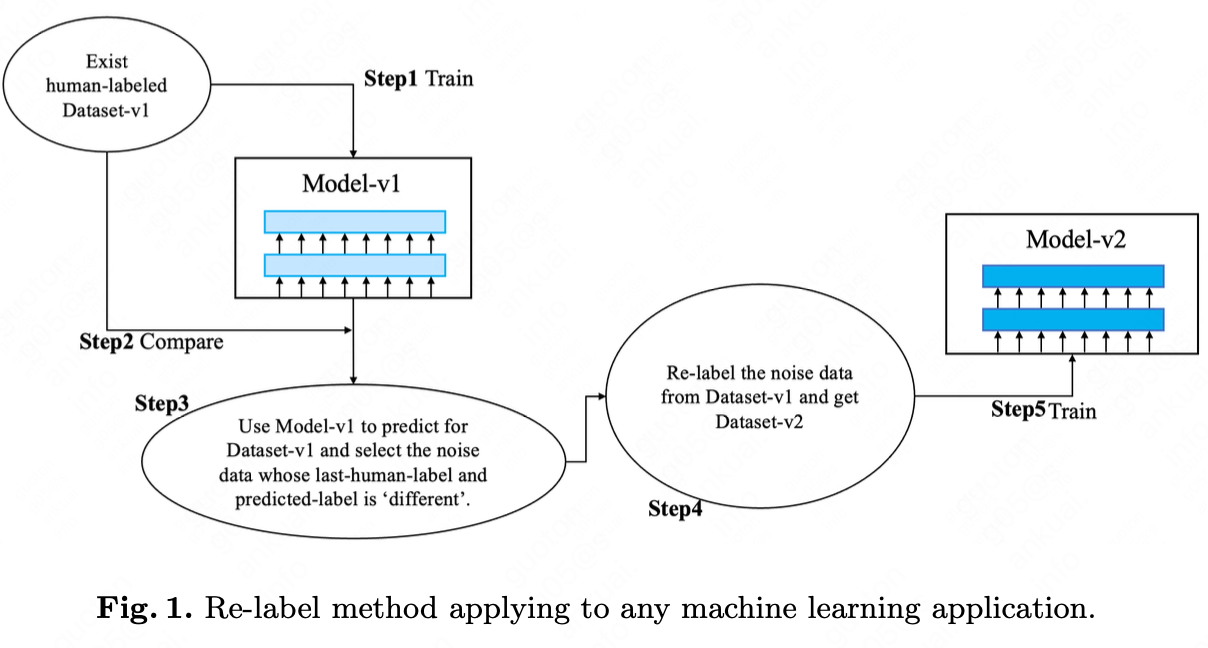 Exist
human-labeled
Dataset-v1
Step1 Train
Model-v1
Step2 Compare
Step3
Use Model-v1 to predict for
Dataset-v1 and select the noise
data whose last-human-label and
predicted-label is ‘different’.
Re-label the noise data
from Dataset-v1 and get
Dataset-v2
Step4
Model-v2
Step5 Train
Fig. 1. Re-label method applying to any machine learning application.